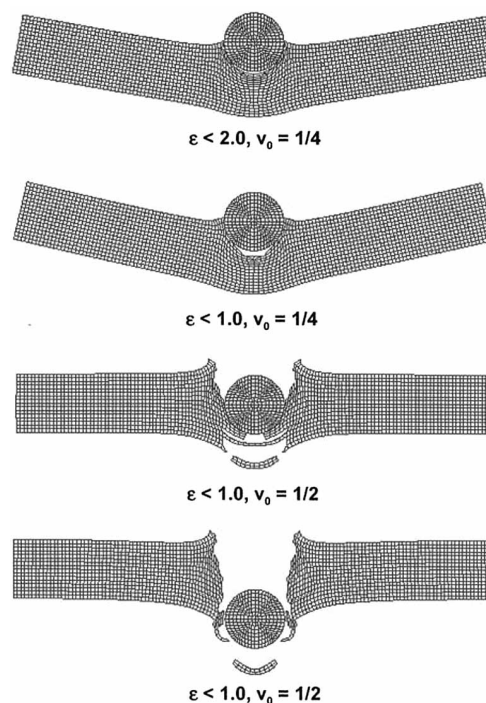 ε < 2.0, v₀ = 1/4
ε < 1.0, v₀ = 1/4
ε < 1.0, v₀ = 1/2
ε < 1.0, v₀ = 1/2